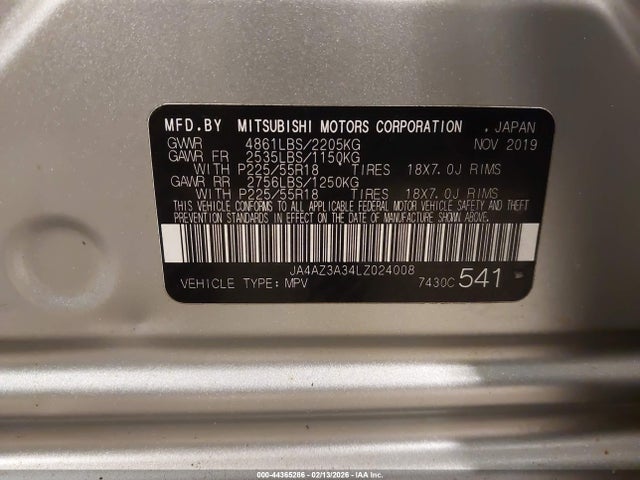 MFD.BY MITSUBISHI MOTORS CORPORATION , JAPAN
GVWR 4861LBS/2205KG NOV 2019
GAWR FR 2535LBS/1150KG
WITH P225/55R18 TIRES 18X7.0J RIMS
GAWR RR 2756LBS/1250KG
WITH P225/55R18 TIRES 18X7.0J RIMS
THIS VEHICLE CONFORMS TO ALL APPLICABLE FEDERAL MOTOR VEHICLE SAFETY AND THEFT
PREVENTION STANDARDS IN EFFECT ON THE DATE OF MANUFACTURE SHOWN ABOVE.
JA4AZ3A34LZ024008
VEHICLE TYPE: MPV 7430C 541
000-44365266 - 02/13/2026 - IAA Inc.